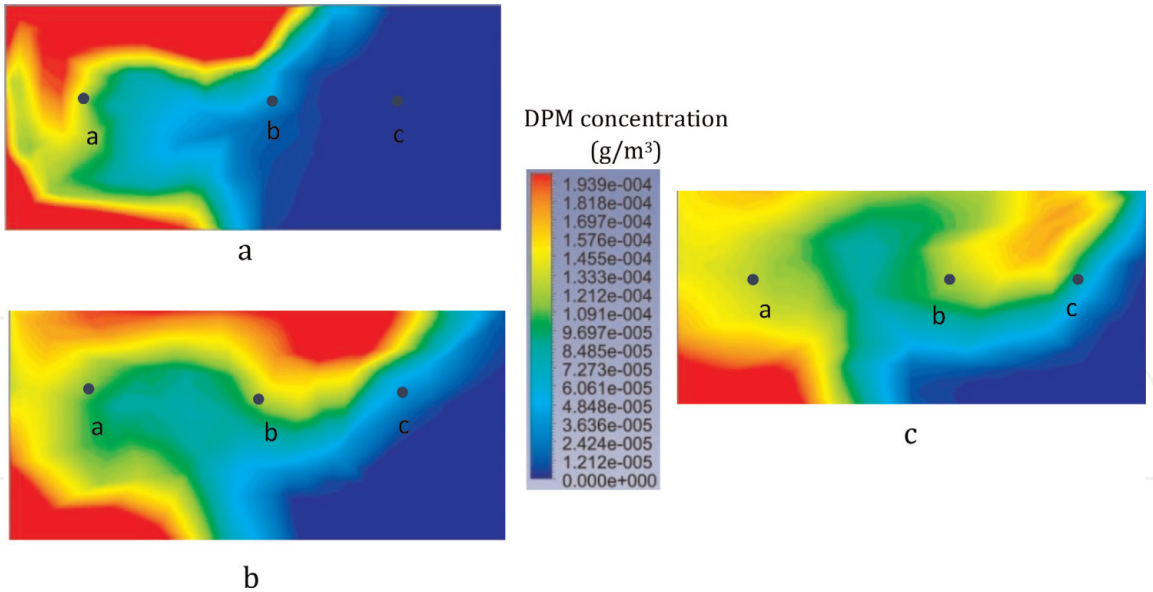 a
b
c
a
DPM concentration
(g/m³)
1.939e-004
1.818e-004
1.697e-004
1.576e-004
1.455e-004
1.333e-004
1.212e-004
1.091e-004
9.697e-005
8.485e-005
7.273e-005
6.061e-005
4.848e-005
3.636e-005
2.424e-005
1.212e-005
0.000e+000
a
b
c
c
a
b
c
b